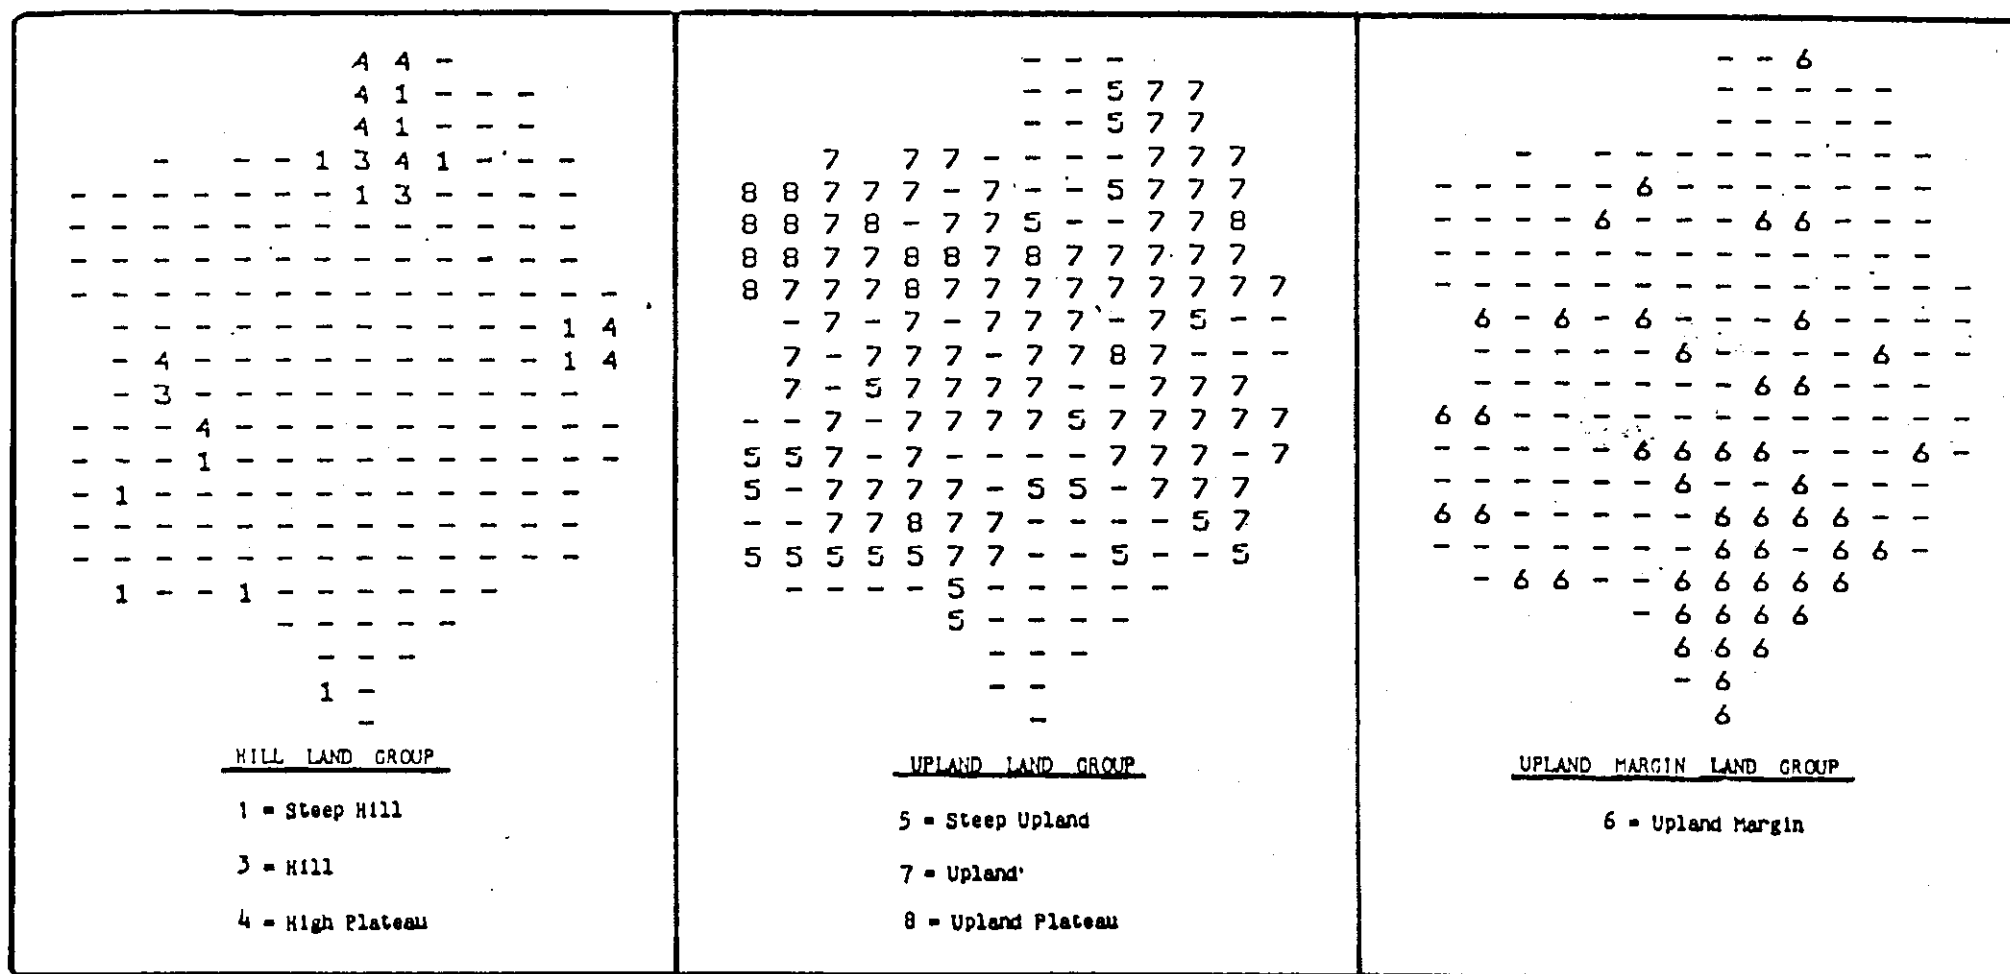 4 4 -
4 1 - - -
4 1 - - -
- - - 1 3 4 1 - - - -
- - - - - - - 1 3 - - - -
- - - - - - - - - - - - -
- - - - - - - - - - - - -
- - - - - - - - - - - - - -
- - - - - - - - - - - 1 4
- 4 - - - - - - - - - 1 4
- 3 - - - - - - - - - -
- - - 4 - - - - - - - - - -
- - - 1 - - - - - - - - - -
- 1 - - - - - - - - - - -
- - - - - - - - - - - - -
- - - - - - - - - - - - -
1 - - 1 - - - - - -
- - - - -
- - -
1 -
-
HILL LAND GROUP
1 = Steep Hill
3 = Hill
4 = High Plateau
- - -
- - 5 7 7
- - 5 7 7
7 7 7 - - - - 7 7 7
8 8 7 7 7 - 7 - - 5 7 7 7
8 8 7 8 - 7 7 5 - - 7 7 8
8 8 7 7 8 8 7 8 7 7 7 7 7
8 7 7 7 8 7 7 7 7 7 7 7 7 7
- 7 - 7 - 7 7 7 - 7 5 - -
7 - 7 7 7 - 7 7 8 7 - - -
7 - 5 7 7 7 7 - - 7 7 7
- - 7 - 7 7 7 7 5 7 7 7 7 7
5 5 7 - 7 - - - - 7 7 7 - 7
5 - 7 7 7 7 - 5 5 - 7 7 7
- - 7 7 8 7 7 - - - - 5 7
5 5 5 5 5 7 7 - - 5 - - 5
- - - - 5 - - - - -
5 - - - -
- - -
- -
-
UPLAND LAND GROUP
5 = Steep Upland
7 = Upland
8 = Upland Plateau
- - 6
- - - - -
- - - - -
- - - - - - - - - -
- - - - - 6 - - - - - - -
- - - - 6 - - - 6 6 - - -
- - - - - - - - - - - - -
- - - - - - - - - - - - - -
6 - 6 - 6 - - - 6 - - - -
- - - - - 6 - - - - 6 - -
- - - - - - - 6 6 - - -
6 6 - - - - - - - - - - - -
- - - - - 6 6 6 6 - - - 6 -
- - - - - - 6 - - 6 - - -
6 6 - - - - - 6 6 6 6 - -
- - - - - - - 6 6 - 6 6 -
- 6 6 - - 6 6 6 6 6
- 6 6 6 6
6 6 6
- 6
6
UPLAND MARGIN LAND GROUP
6 = Upland Margin